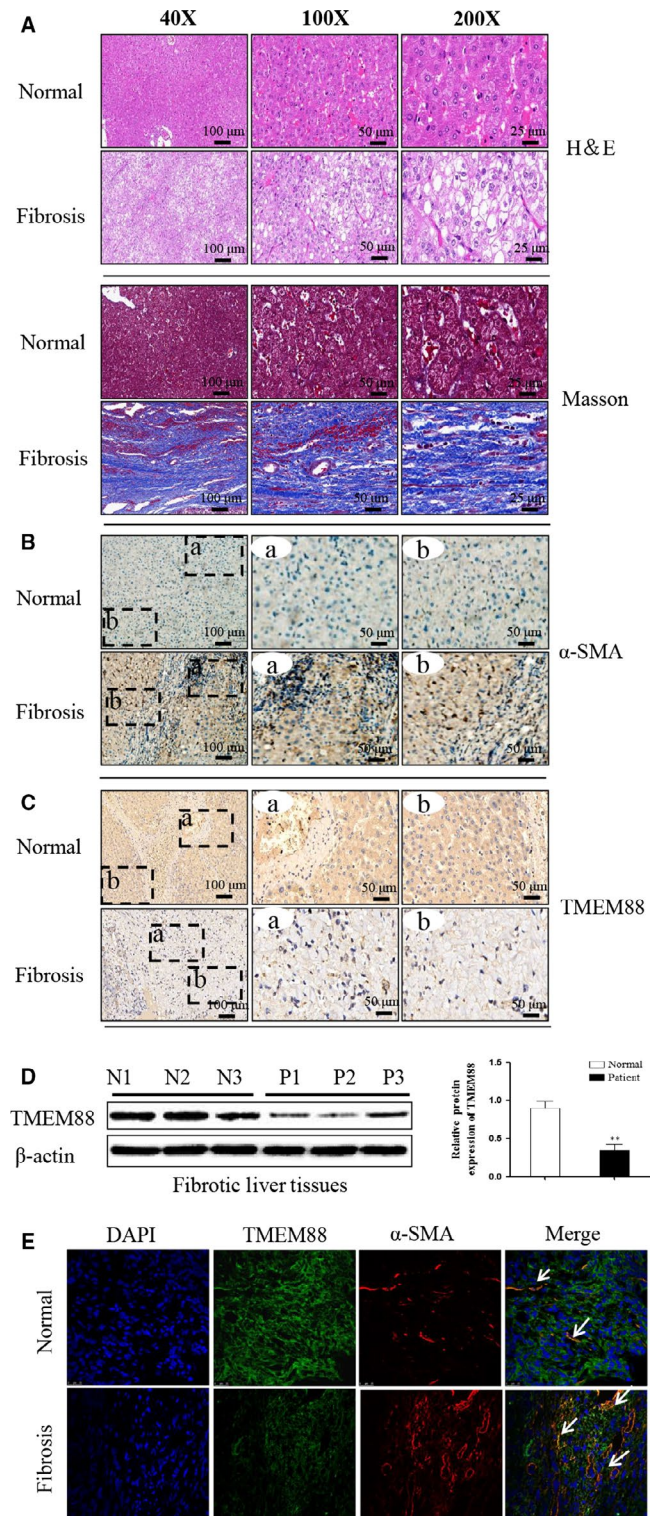 40X 100X 200X
A
Normal
100 μm 50 μm 25 μm
H&E
Fibrosis
100 μm 50 μm 25 μm
Normal
100 μm 50 μm 25 μm
Masson
Fibrosis
100 μm 50 μm 25 μm
B
a a b
Normal
b
100 μm 50 μm 50 μm
α-SMA
a a b
Fibrosis
b
100 μm 50 μm 50 μm
C
a a b
Normal
b
100 μm 50 μm 50 μm
TMEM88
a a b
Fibrosis
b
100 μm 50 μm 50 μm
D
N1 N2 N3 P1 P2 P3
TMEM88
β-actin
Fibrotic liver tissues
Relative protein
expression of TMEM88
1.5
1.0
0.5
0.0
Normal
Patient
**
E
DAPI TMEM88 α-SMA Merge
Normal
Fibrosis